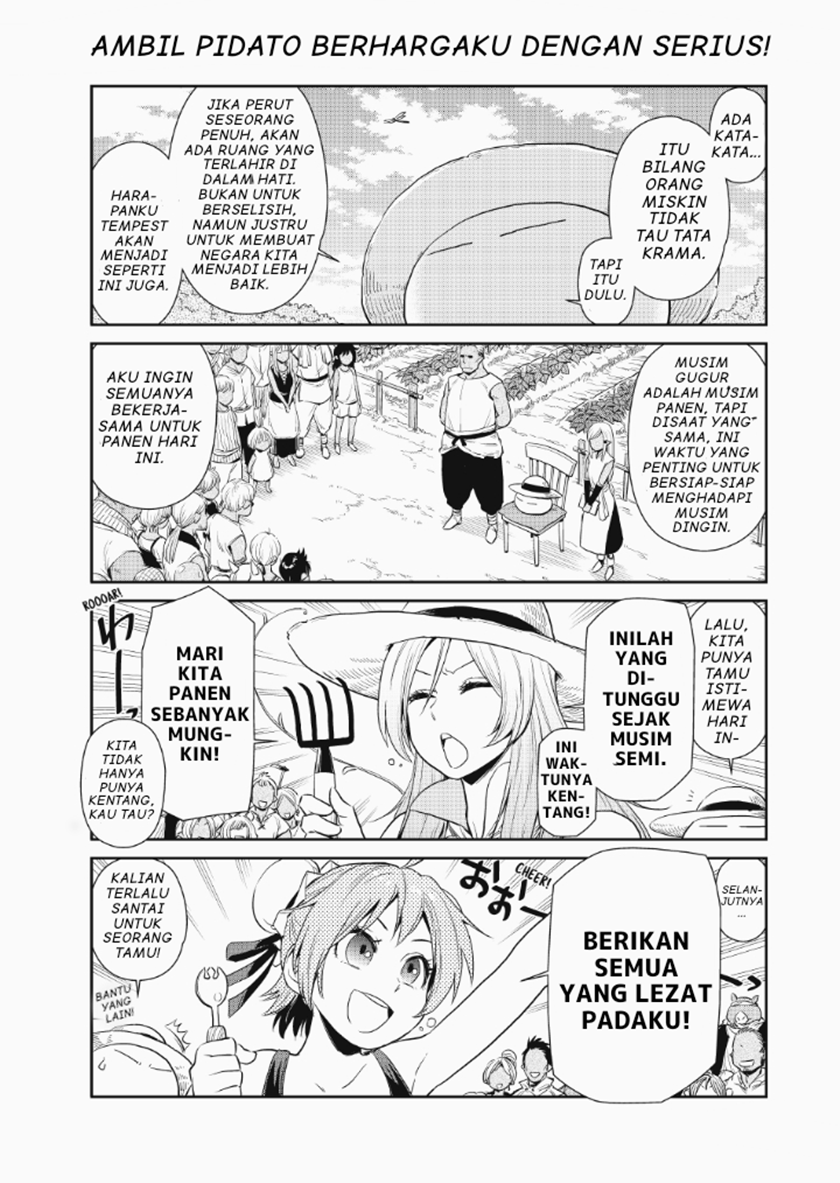 AMBIL PIDATO BERHARGAKU DENGAN SERIUS!
ADA
KATA-
KATA...
ITU
BILANG
ORANG
MISKIN
TIDAK
TAU TATA
KRAMA.
TAPI
ITU
DULU.
JIKA PERUT
SESEORANG
PENUH, AKAN
ADA RUANG YANG
TERLAHIR DI
DALAM HATI.
BUKAN UNTUK
BERSELISIH,
NAMUN JUSTRU
UNTUK MEMBUAT
NEGARA KITA
MENJADI LEBIH
BAIK.
HARA-
PANKU
TEMPEST
AKAN
MENJADI
SEPERTI
INI JUGA.
MUSIM
GUGUR
ADALAH MUSIM
PANEN, TAPI
DISAAT YANG
SAMA, INI
WAKTU YANG
PENTING UNTUK
BERSIAP-SIAP
MENGHADAPI
MUSIM
DINGIN.
AKU INGIN
SEMUANYA
BEKERJA-
SAMA UNTUK
PANEN HARI
INI.
LALU,
KITA
PUNYA
TAMU
ISTI-
MEWA
HARI
IN-
INILAH
YANG
DI-
TUNGGU
SEJAK
MUSIM
SEMI.
INI
WAK-
TUNYA
KEN-
TANG!
MARI
KITA
PANEN
SEBANYAK
MUNG-
KIN!
ROOOAR!
わーっ
KITA
TIDAK
HANYA
PUNYA
KENTANG,
KAU TAU?
SELAN-
JUTNYA
...
BERIKAN
SEMUA
YANG LEZAT
PADAKU!
CHEER!
おおー
KALIAN
TERLALU
SANTAI
UNTUK
SEORANG
TAMU!
BANTU
YANG
LAIN!